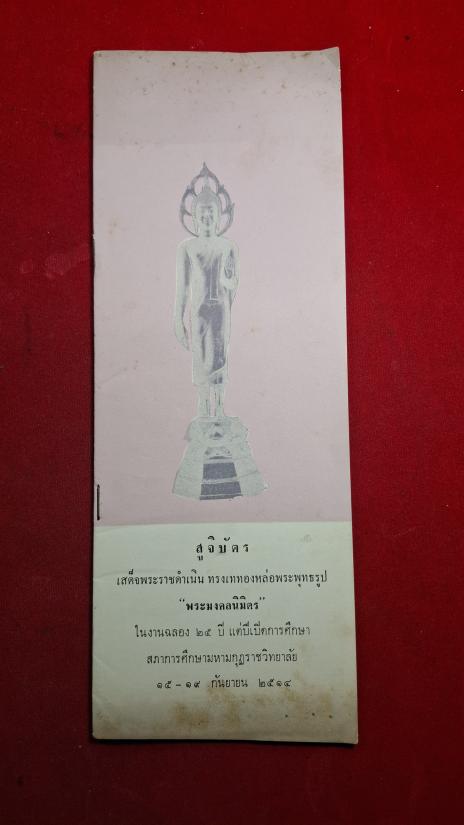 สูจิบัตร
เสด็จพระราชดำเนิน ทรงเททองหล่อพระพุทธรูป
"พระมงคลนิมิตร"
ในงานฉลอง ๒๕ ปี แต่ปีเปิดการศึกษา
สภาการศึกษามหามกุฏราชวิทยาลัย
๑๕ - ๑๙ กันยายน ๒๕๑๔